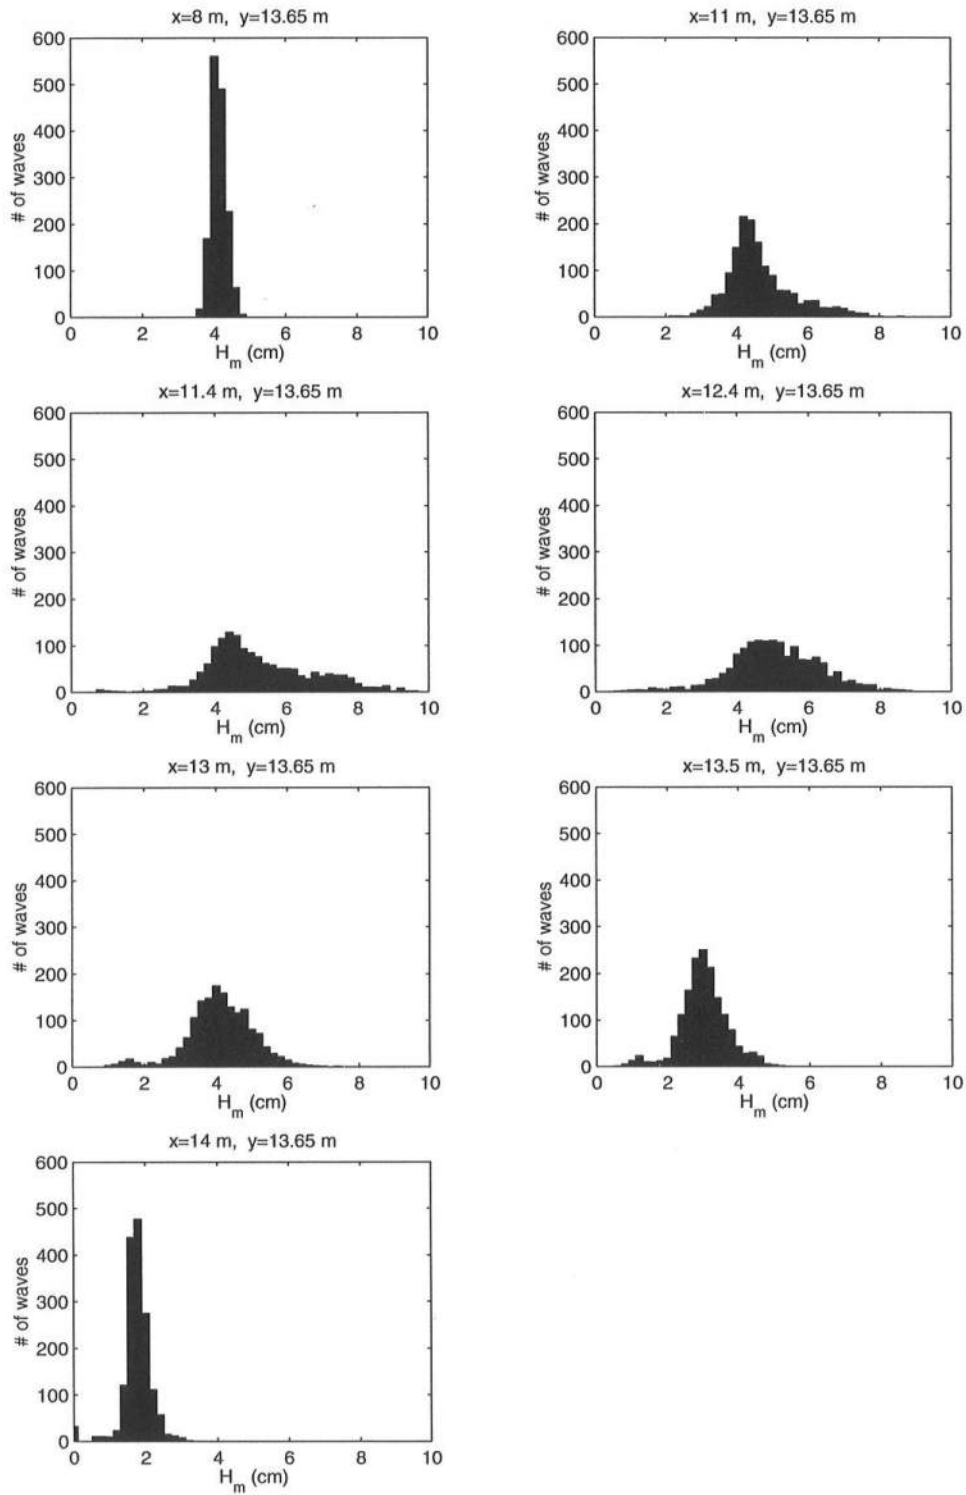 x=8 m, y=13.65 m
600
500
400
300
200
100
0
# of waves
0 2 4 6 8 10
H_m (cm)
x=11 m, y=13.65 m
600
500
400
300
200
100
0
# of waves
0 2 4 6 8 10
H_m (cm)
x=11.4 m, y=13.65 m
600
500
400
300
200
100
0
# of waves
0 2 4 6 8 10
H_m (cm)
x=12.4 m, y=13.65 m
600
500
400
300
200
100
0
# of waves
0 2 4 6 8 10
H_m (cm)
x=13 m, y=13.65 m
600
500
400
300
200
100
0
# of waves
0 2 4 6 8 10
H_m (cm)
x=13.5 m, y=13.65 m
600
500
400
300
200
100
0
# of waves
0 2 4 6 8 10
H_m (cm)
x=14 m, y=13.65 m
600
500
400
300
200
100
0
# of waves
0 2 4 6 8 10
H_m (cm)